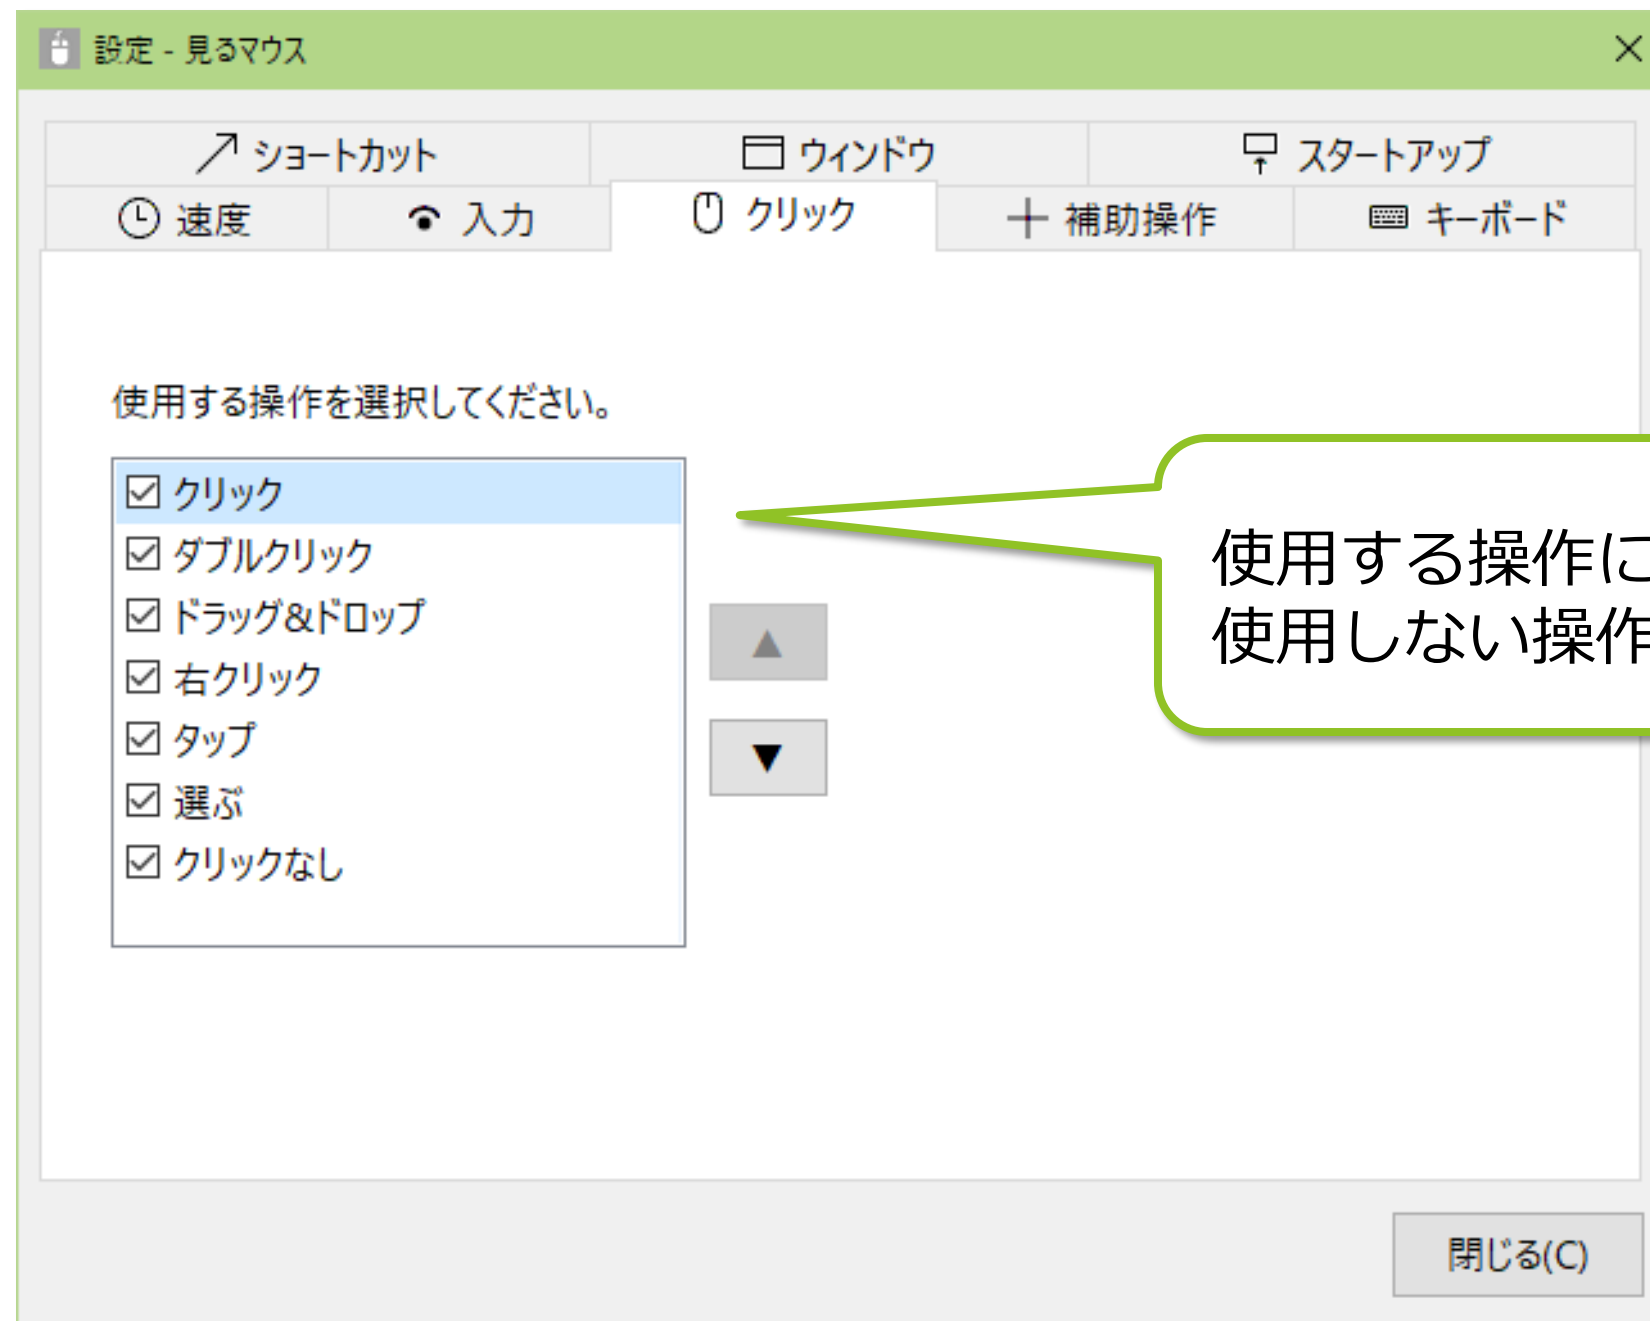 設定 - 見るマウス
ショートカット
ウィンドウ
スタートアップ
速度
入力
クリック
補助操作
キーボード
使用する操作を選択してください。
クリック
ダブルクリック
ドラッグ&ドロップ
右クリック
タップ
選ぶ
クリックなし
使用する操作に
使用しない操作
閉じる(C)